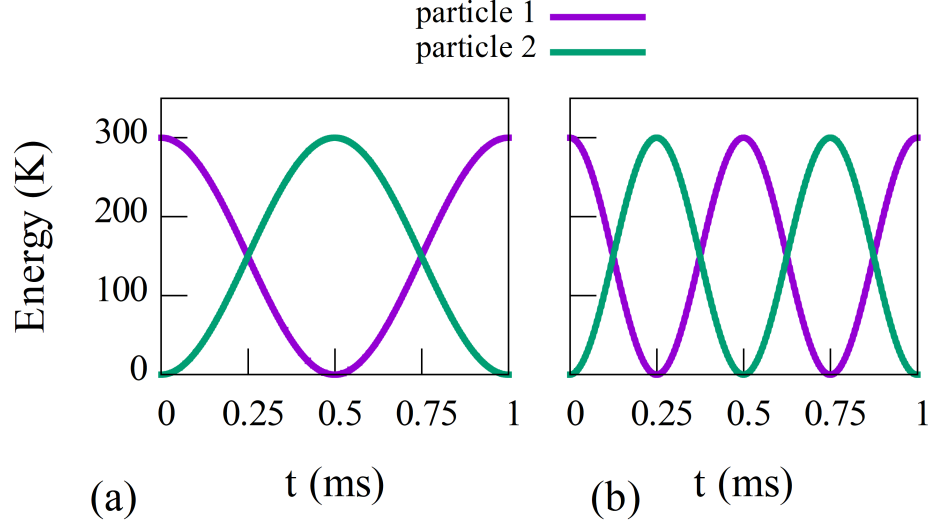 particle 1
particle 2
Energy (K)
300
200
100
0
0 0.25 0.5 0.75 1
0 0.25 0.5 0.75 1
t (ms)
t (ms)
(a)
(b)